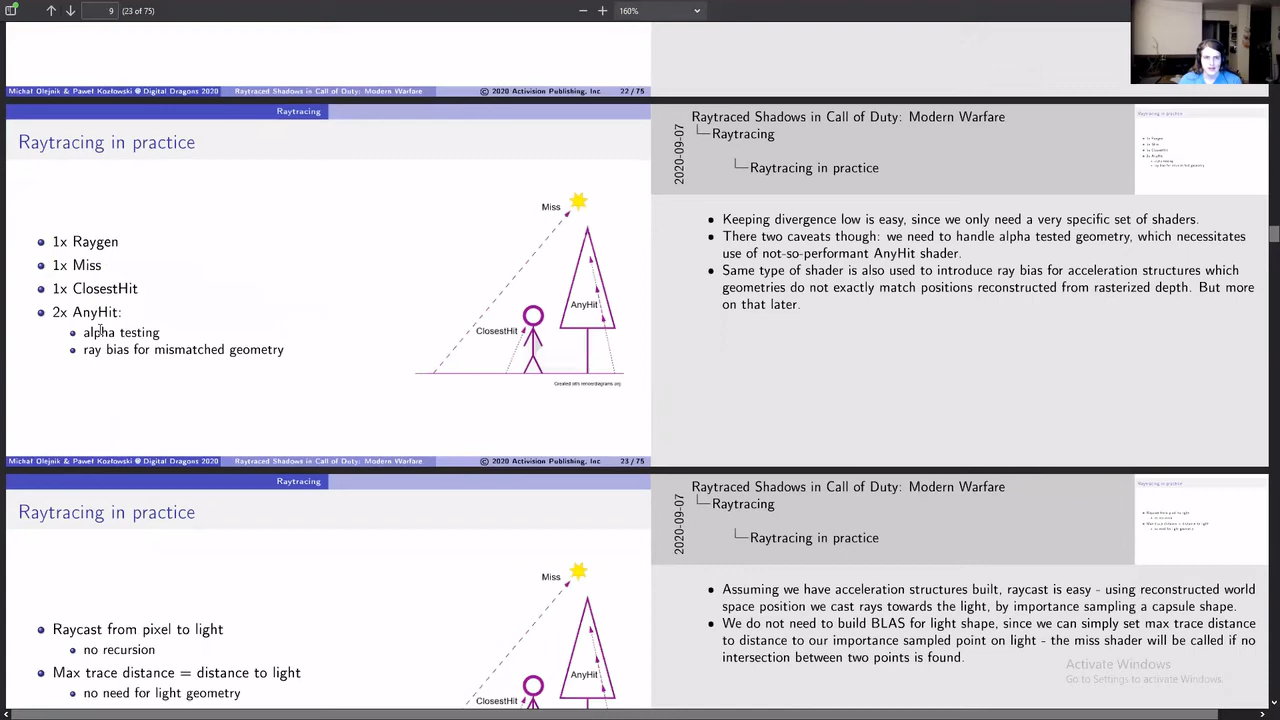 9 (23 of 75) 160%
Michał Olejnik & Paweł Kozłowski @ Digital Dragons 2020 Raytraced Shadows in Call of Duty: Modern Warfare © 2020 Activision Publishing, Inc. 22 / 75
Raytracing
Raytracing in practice
1x Raygen
1x Miss
1x ClosestHit
2x AnyHit:
alpha testing
ray bias for mismatched geometry
Miss
AnyHit
ClosestHit
Michał Olejnik & Paweł Kozłowski @ Digital Dragons 2020 Raytraced Shadows in Call of Duty: Modern Warfare © 2020 Activision Publishing, Inc. 23 / 75
2020-09-07
Raytraced Shadows in Call of Duty: Modern Warfare
Raytracing
Raytracing in practice
Keeping divergence low is easy, since we only need a very specific set of shaders.
There two caveats though: we need to handle alpha tested geometry, which necessitates
use of not-so-performant AnyHit shader.
Same type of shader is also used to introduce ray bias for acceleration structures which
geometries do not exactly match positions reconstructed from rasterized depth. But more
on that later.
Raytracing
Raytracing in practice
Raycast from pixel to light
no recursion
Max trace distance = distance to light
no need for light geometry
Miss
AnyHit
ClosestHit
2020-09-07
Raytraced Shadows in Call of Duty: Modern Warfare
Raytracing
Raytracing in practice
Assuming we have acceleration structures built, raycast is easy - using reconstructed world
space position we cast rays towards the light, by importance sampling a capsule shape.
We do not need to build BLAS for light shape, since we can simply set max trace distance
to distance to our importance sampled point on light - the miss shader will be called if no
intersection between two points is found.
Activate Windows
Go to Settings to activate Windows.